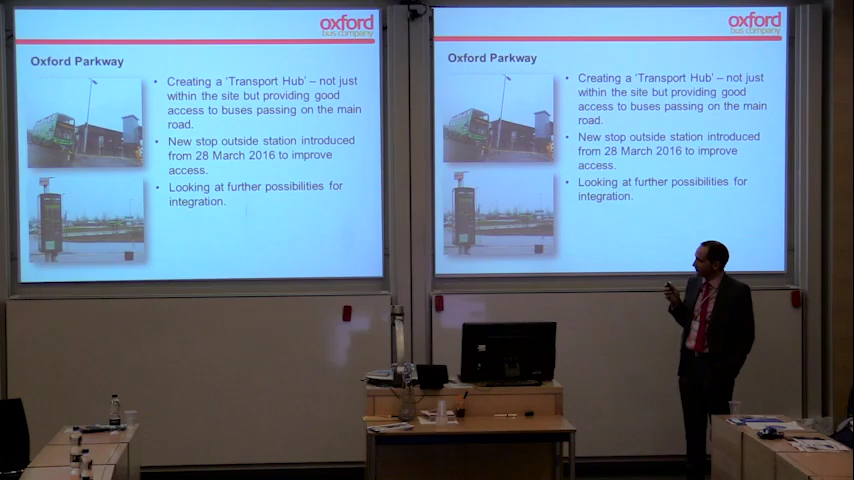 oxford
bus company
Oxford Parkway
• Creating a ‘Transport Hub’ – not just
within the site but providing good
access to buses passing on the main
road.
• New stop outside station introduced
from 28 March 2016 to improve
access.
• Looking at further possibilities for
integration.
oxford
bus company
Oxford Parkway
• Creating a ‘Transport Hub’ – not just
within the site but providing good
access to buses passing on the main
road.
• New stop outside station introduced
from 28 March 2016 to improve
access.
• Looking at further possibilities for
integration.